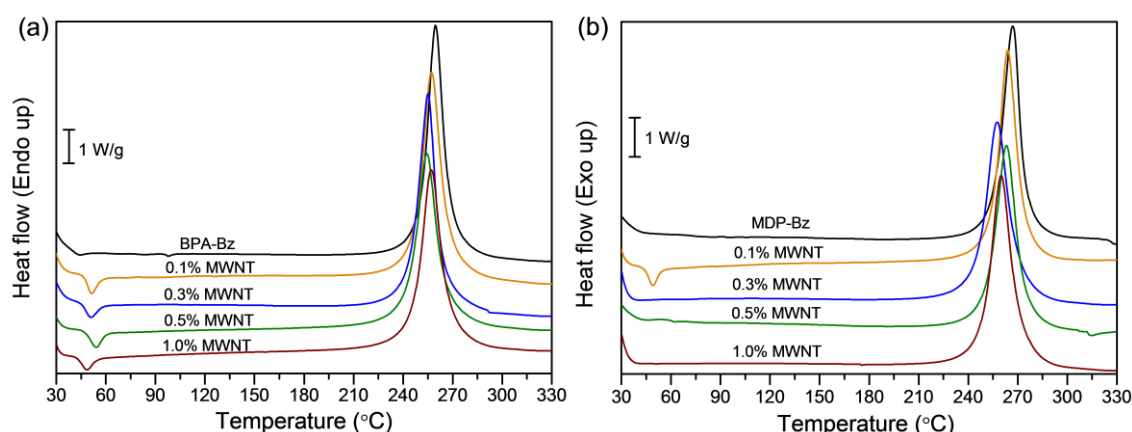 (a)
Heat flow (Endo up)
1 W/g
BPA-Bz
0.1% MWNT
0.3% MWNT
0.5% MWNT
1.0% MWNT
30 60 90 120 150 180 210 240 270 300 330
Temperature (°C)
(b)
Heat flow (Exo up)
1 W/g
MDP-Bz
0.1% MWNT
0.3% MWNT
0.5% MWNT
1.0% MWNT
30 60 90 120 150 180 210 240 270 300 330
Temperature (°C)